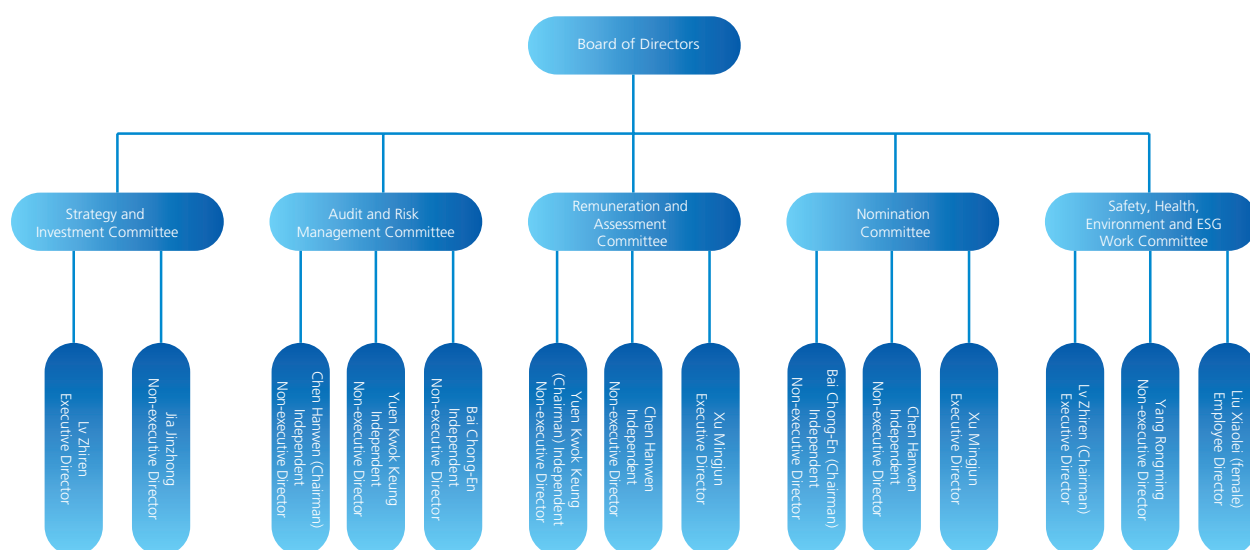 Board of Directors
Strategy and
Investment Committee
Audit and Risk
Management Committee
Remuneration and
Assessment
Committee
Nomination
Committee
Safety, Health,
Environment and ESG
Work Committee
Lv Zhiren
Executive Director
Jia Jinzhong
Non-executive Director
Chen Hanwen (Chairman)
Independent
Non-executive Director
Yuen Kwok Keung
Independent
Non-executive Director
Bai Chong-En
Independent
Non-executive Director
Yuen Kwok Keung
(Chairman) Independent
Non-executive Director
Chen Hanwen
Independent
Non-executive Director
Xu Mingjun
Executive Director
Bai Chong-En (Chairman)
Independent
Non-executive Director
Chen Hanwen
Independent
Non-executive Director
Xu Mingjun
Executive Director
Lv Zhiren (Chairman)
Executive Director
Yang Rongming
Non-executive Director
Liu Xiaolei (female)
Employee Director